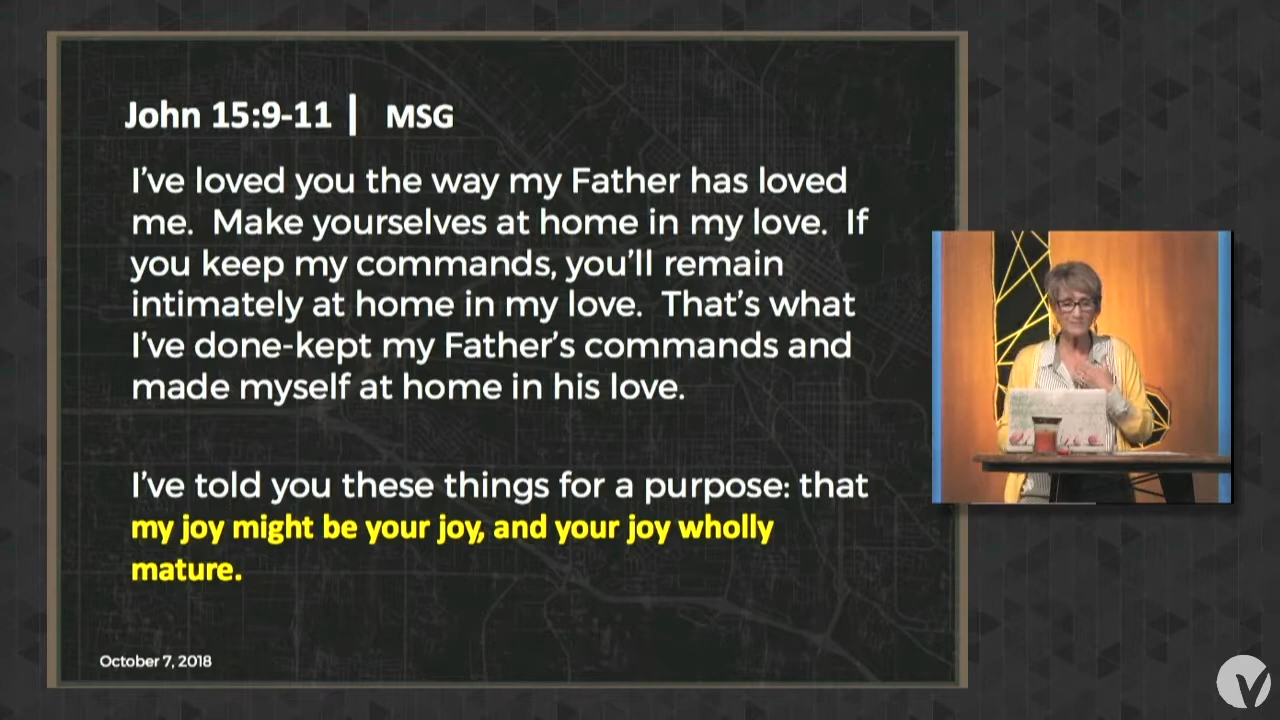 John 15:9-11 | MSG
I've loved you the way my Father has loved
me. Make yourselves at home in my love. If
you keep my commands, you'll remain
intimately at home in my love. That's what
I've done-kept my Father's commands and
made myself at home in his love.
I've told you these things for a purpose: that
my joy might be your joy, and your joy wholly
mature.
October 7, 2018